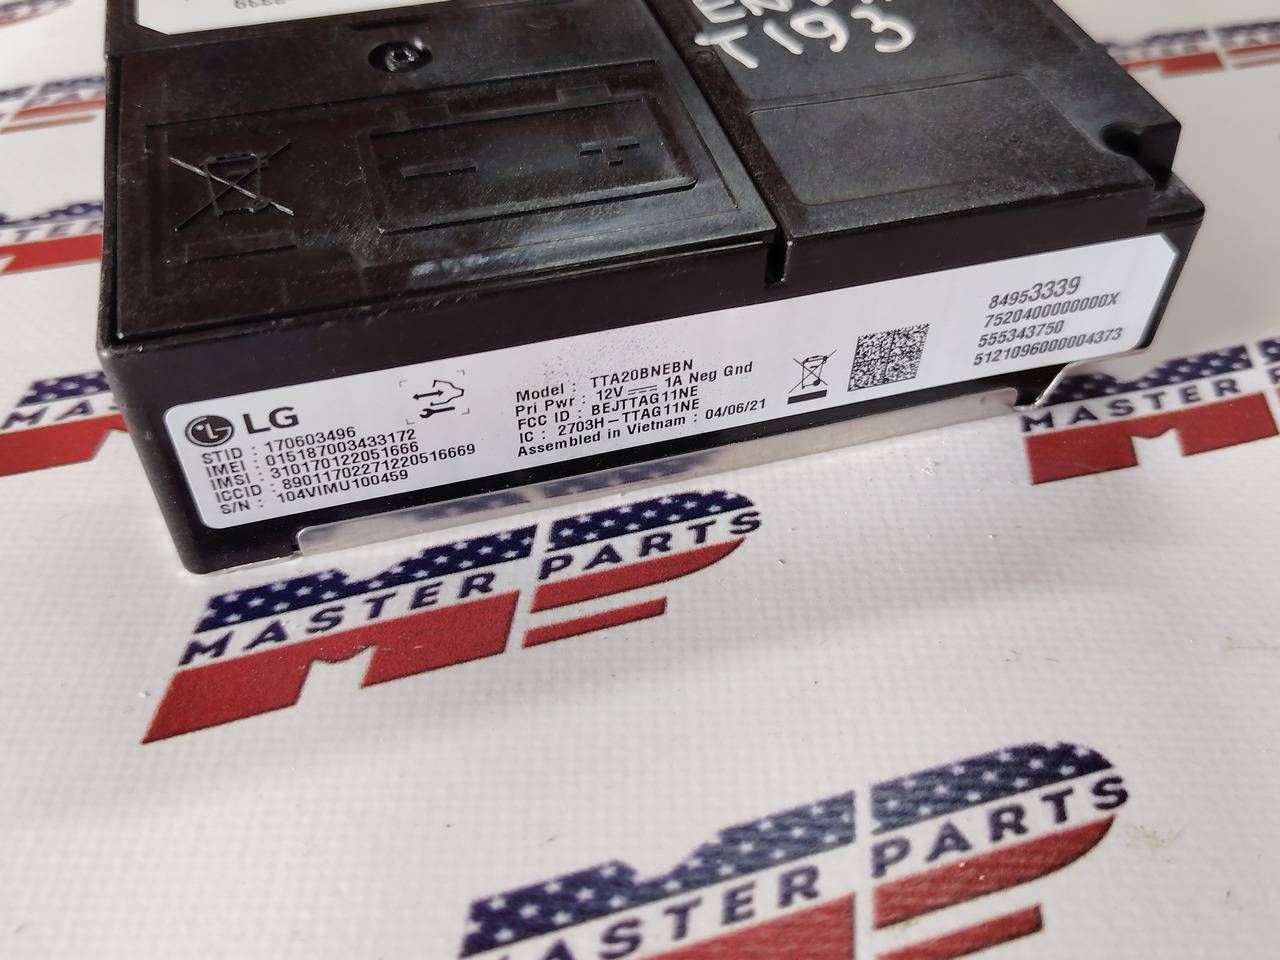 T193
LG
STID : 170603496
IMEI : 015187003433172
IMSI : 310170122051666
ICCID : 89011702271220516669
S/N : 104VIMU100459
Model : TTA20BNEBN
Pri Pwr : 12V 1A Neg Gnd
FCC ID : BEJTTAG11NE
IC : 2703H-TTAG11NE
Assembled in Vietnam : 04/06/21
84953339
7520400000000X
555343750
5121096000004373
MASTER PARTS
MASTER PARTS
MASTER PARTS
MASTER